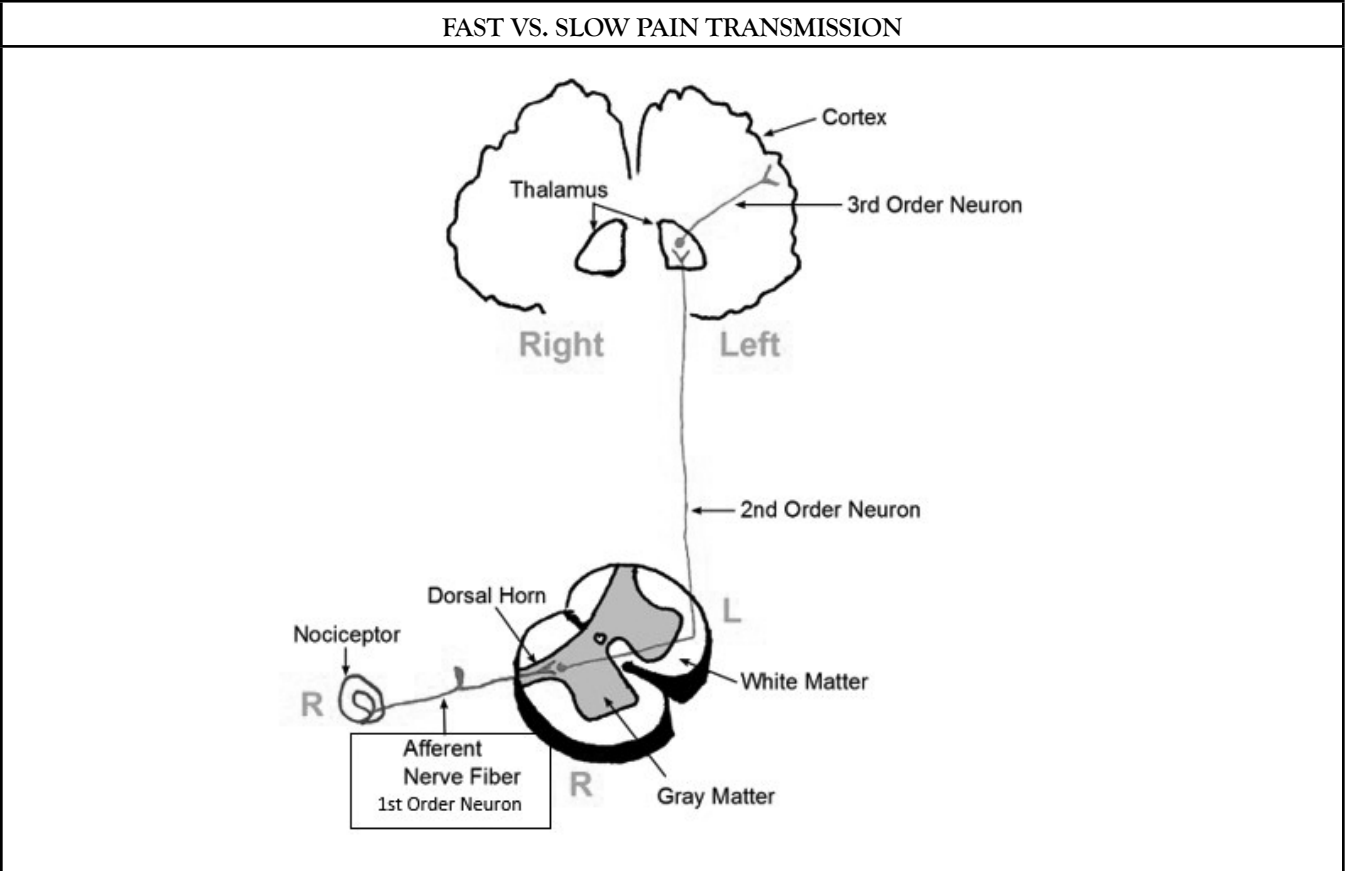 FAST VS. SLOW PAIN TRANSMISSION
Cortex
Thalamus
3rd Order Neuron
Right
Left
2nd Order Neuron
Dorsal Horn
L
Nociceptor
White Matter
R
Afferent
Nerve Fiber
1st Order Neuron
R
Gray Matter